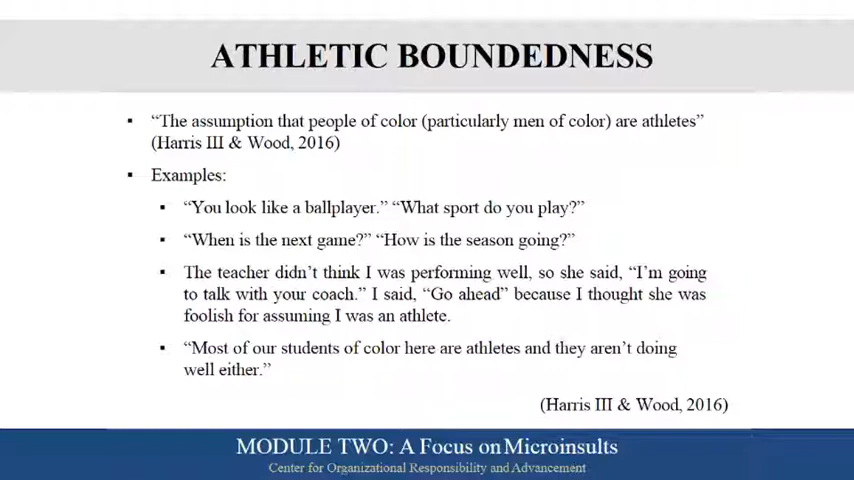 ATHLETIC BOUNDEDNESS
▪ “The assumption that people of color (particularly men of color) are athletes”
(Harris III & Wood, 2016)
▪ Examples:
▪ “You look like a ballplayer.” “What sport do you play?”
▪ “When is the next game?” “How is the season going?”
▪ The teacher didn’t think I was performing well, so she said, “I’m going
to talk with your coach.” I said, “Go ahead” because I thought she was
foolish for assuming I was an athlete.
▪ “Most of our students of color here are athletes and they aren’t doing
well either.”
(Harris III & Wood, 2016)
MODULE TWO: A Focus on Microinsults
Center for Organizational Responsibility and Advancement